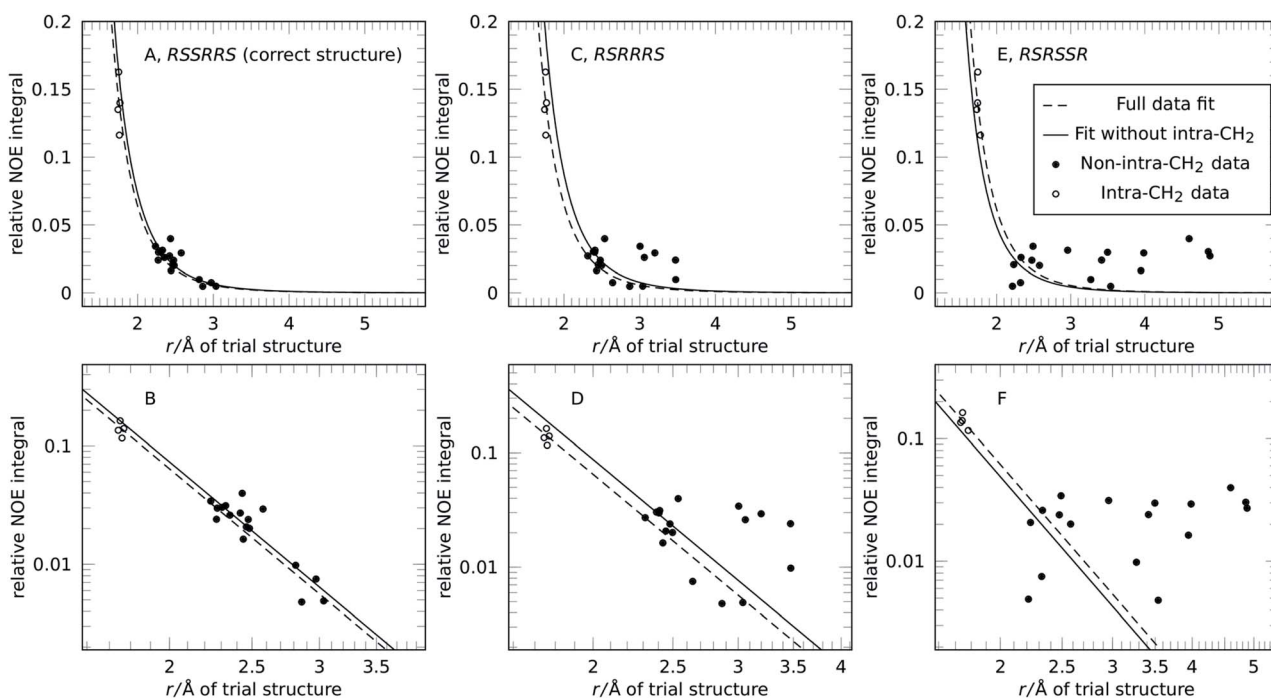 A, RSSRRS (correct structure)
relative NOE integral
0.2
0.15
0.1
0.05
0
2
3
4
5
r/Å of trial structure
C, RSRRRS
relative NOE integral
0.2
0.15
0.1
0.05
0
2
3
4
5
r/Å of trial structure
E, RSRSSR
relative NOE integral
0.2
0.15
0.1
0.05
0
2
3
4
5
r/Å of trial structure
Full data fit
Fit without intra-CH₂
Non-intra-CH₂ data
Intra-CH₂ data
B
relative NOE integral
0.1
0.01
2
2.5
3
3.5
r/Å of trial structure
D
relative NOE integral
0.1
0.01
2
2.5
3
3.5
4
r/Å of trial structure
F
relative NOE integral
0.1
0.01
2
2.5
3
3.5
4
5
r/Å of trial structure